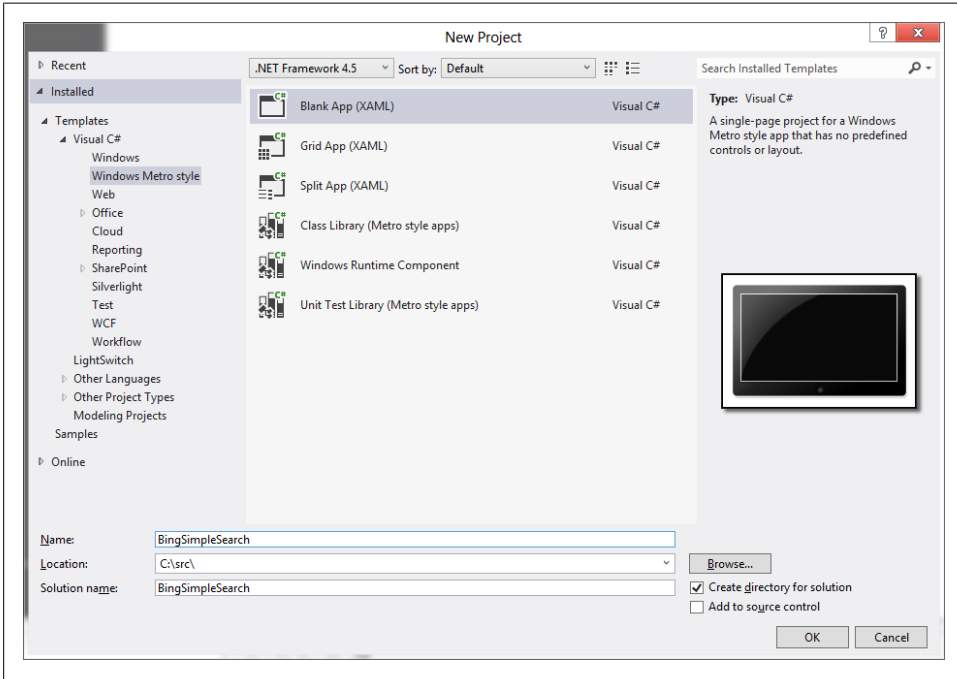 New Project
?
x
Recent
Installed
Templates
Visual C#
Windows
Windows Metro style
Web
Office
Cloud
Reporting
SharePoint
Silverlight
Test
WCF
Workflow
LightSwitch
Other Languages
Other Project Types
Modeling Projects
Samples
Online
.NET Framework 4.5
Sort by: Default
C# Blank App (XAML) Visual C#
C# Grid App (XAML) Visual C#
C# Split App (XAML) Visual C#
C# Class Library (Metro style apps) Visual C#
C# Windows Runtime Component Visual C#
C# Unit Test Library (Metro style apps) Visual C#
Search Installed Templates
Type: Visual C#
A single-page project for a Windows
Metro style app that has no predefined
controls or layout.
Name: BingSimpleSearch
Location: C:\src\
Browse...
Solution name: BingSimpleSearch
Create directory for solution
Add to source control
OK
Cancel